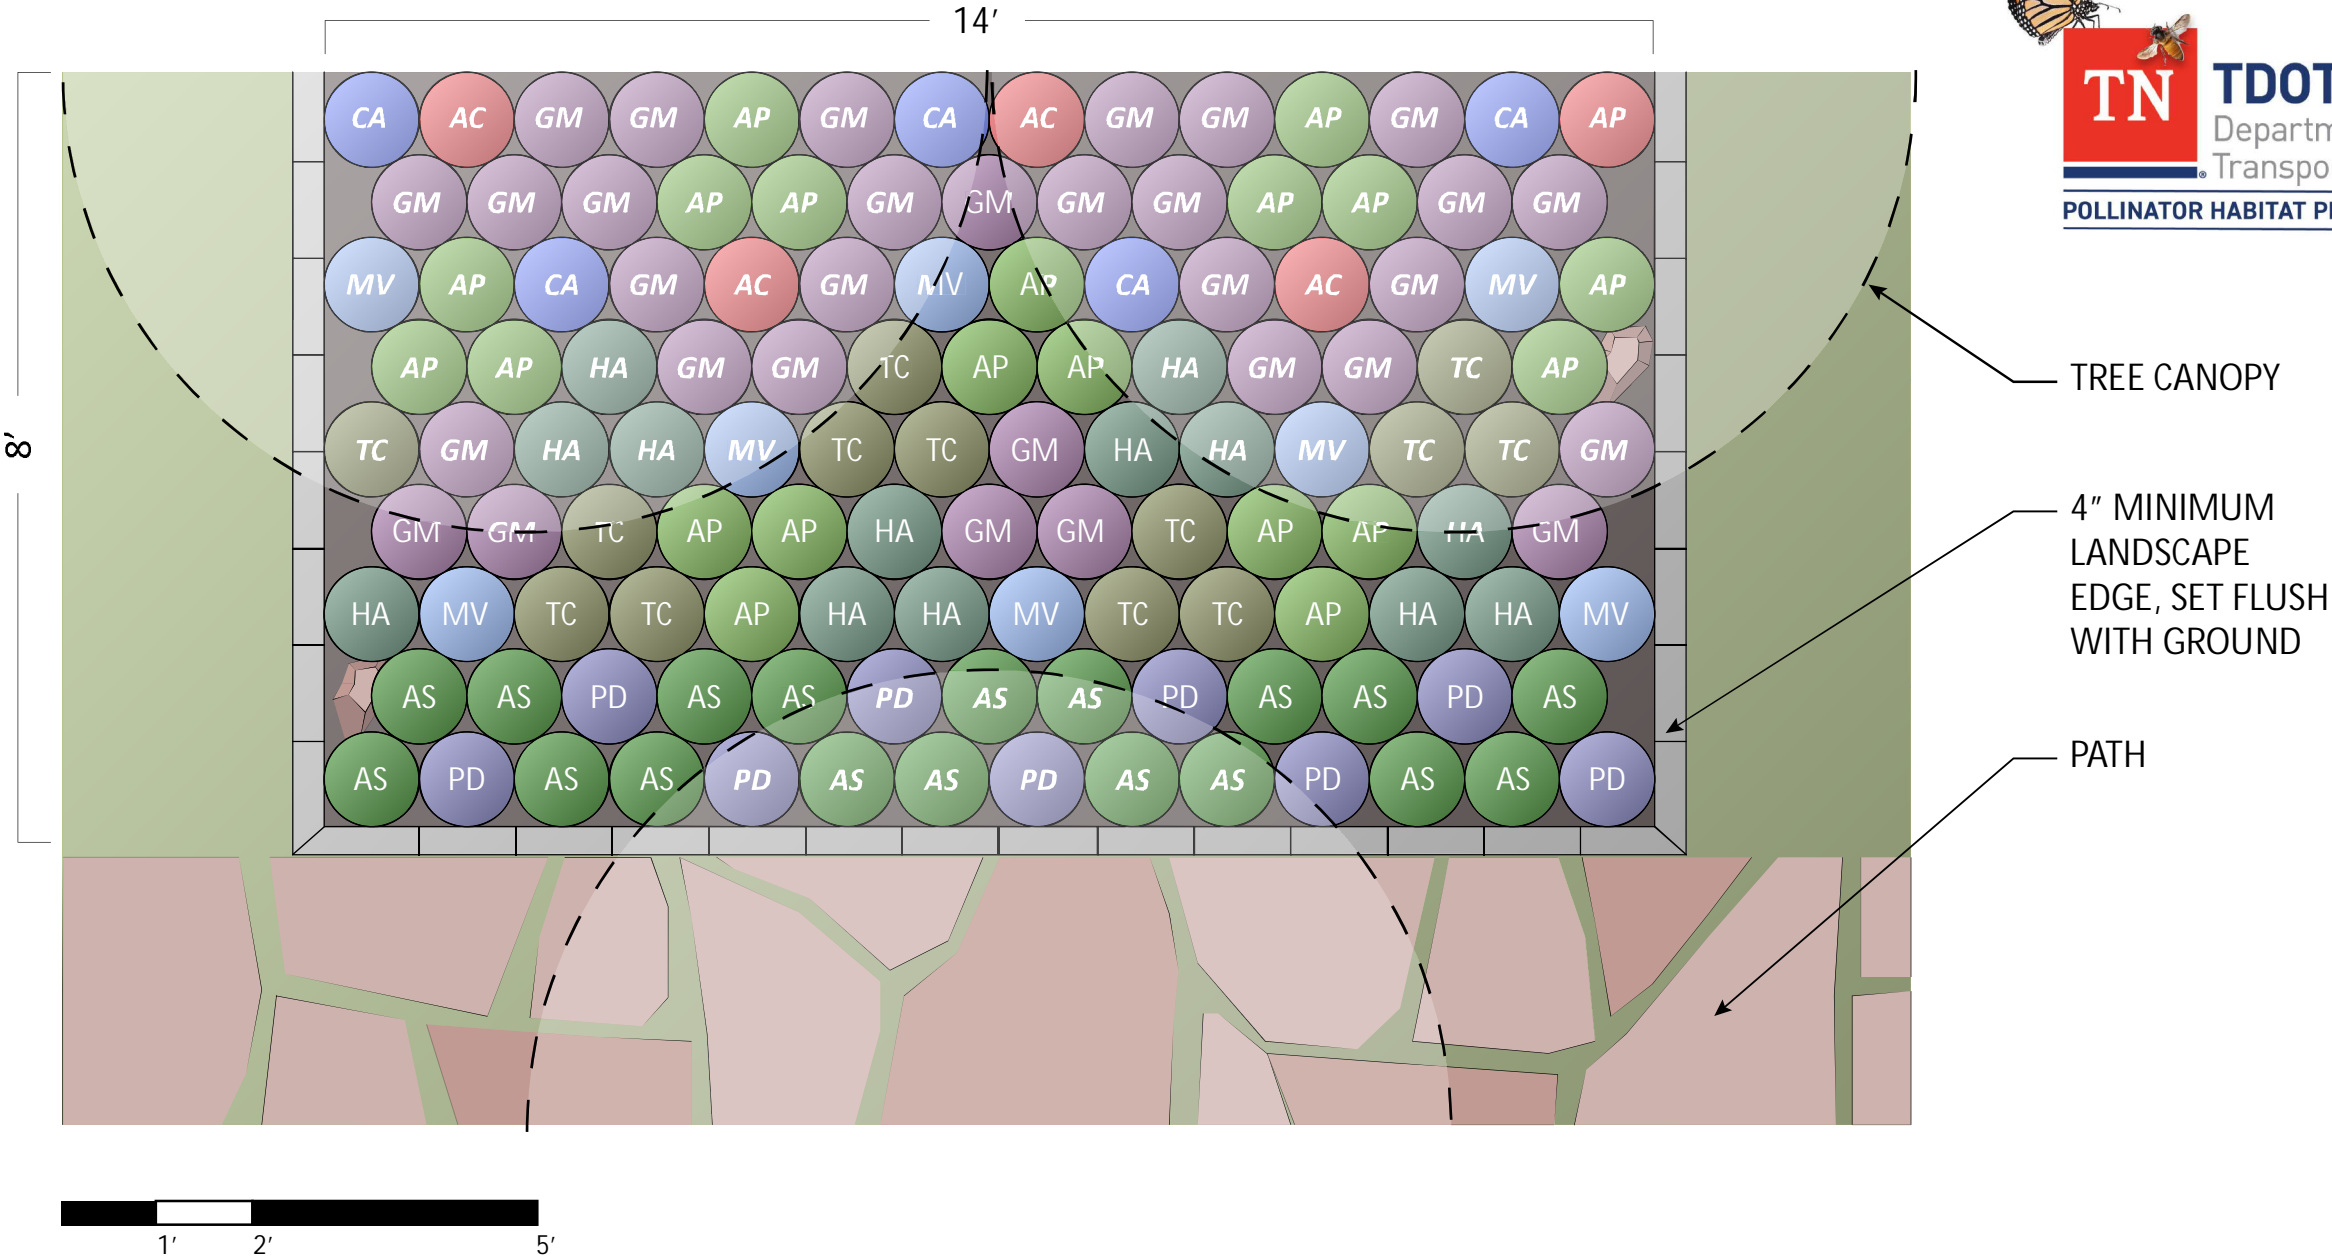 14′
8′
CA AC GM GM AP GM CA AC GM GM AP GM CA AP
GM GM GM AP AP GM GM GM GM AP AP GM GM
MV AP CA GM AC GM MV AP CA GM AC GM MV AP
AP AP HA GM GM TC AP AP HA GM GM TC AP
TC GM HA HA MV TC TC GM HA HA MV TC TC GM
GM GM TC AP AP HA GM GM TC AP AP HA GM
HA MV TC TC AP HA HA MV TC TC AP HA HA MV
AS AS PD AS AS PD AS AS PD AS AS PD AS
AS PD AS AS PD AS AS PD AS AS PD AS AS PD
TN
®
TDOT
Departm
Transpo
POLLINATOR HABITAT P
TREE CANOPY
4″ MINIMUM
LANDSCAPE
EDGE, SET FLUSH
WITH GROUND
PATH
1′ 2′ 5′